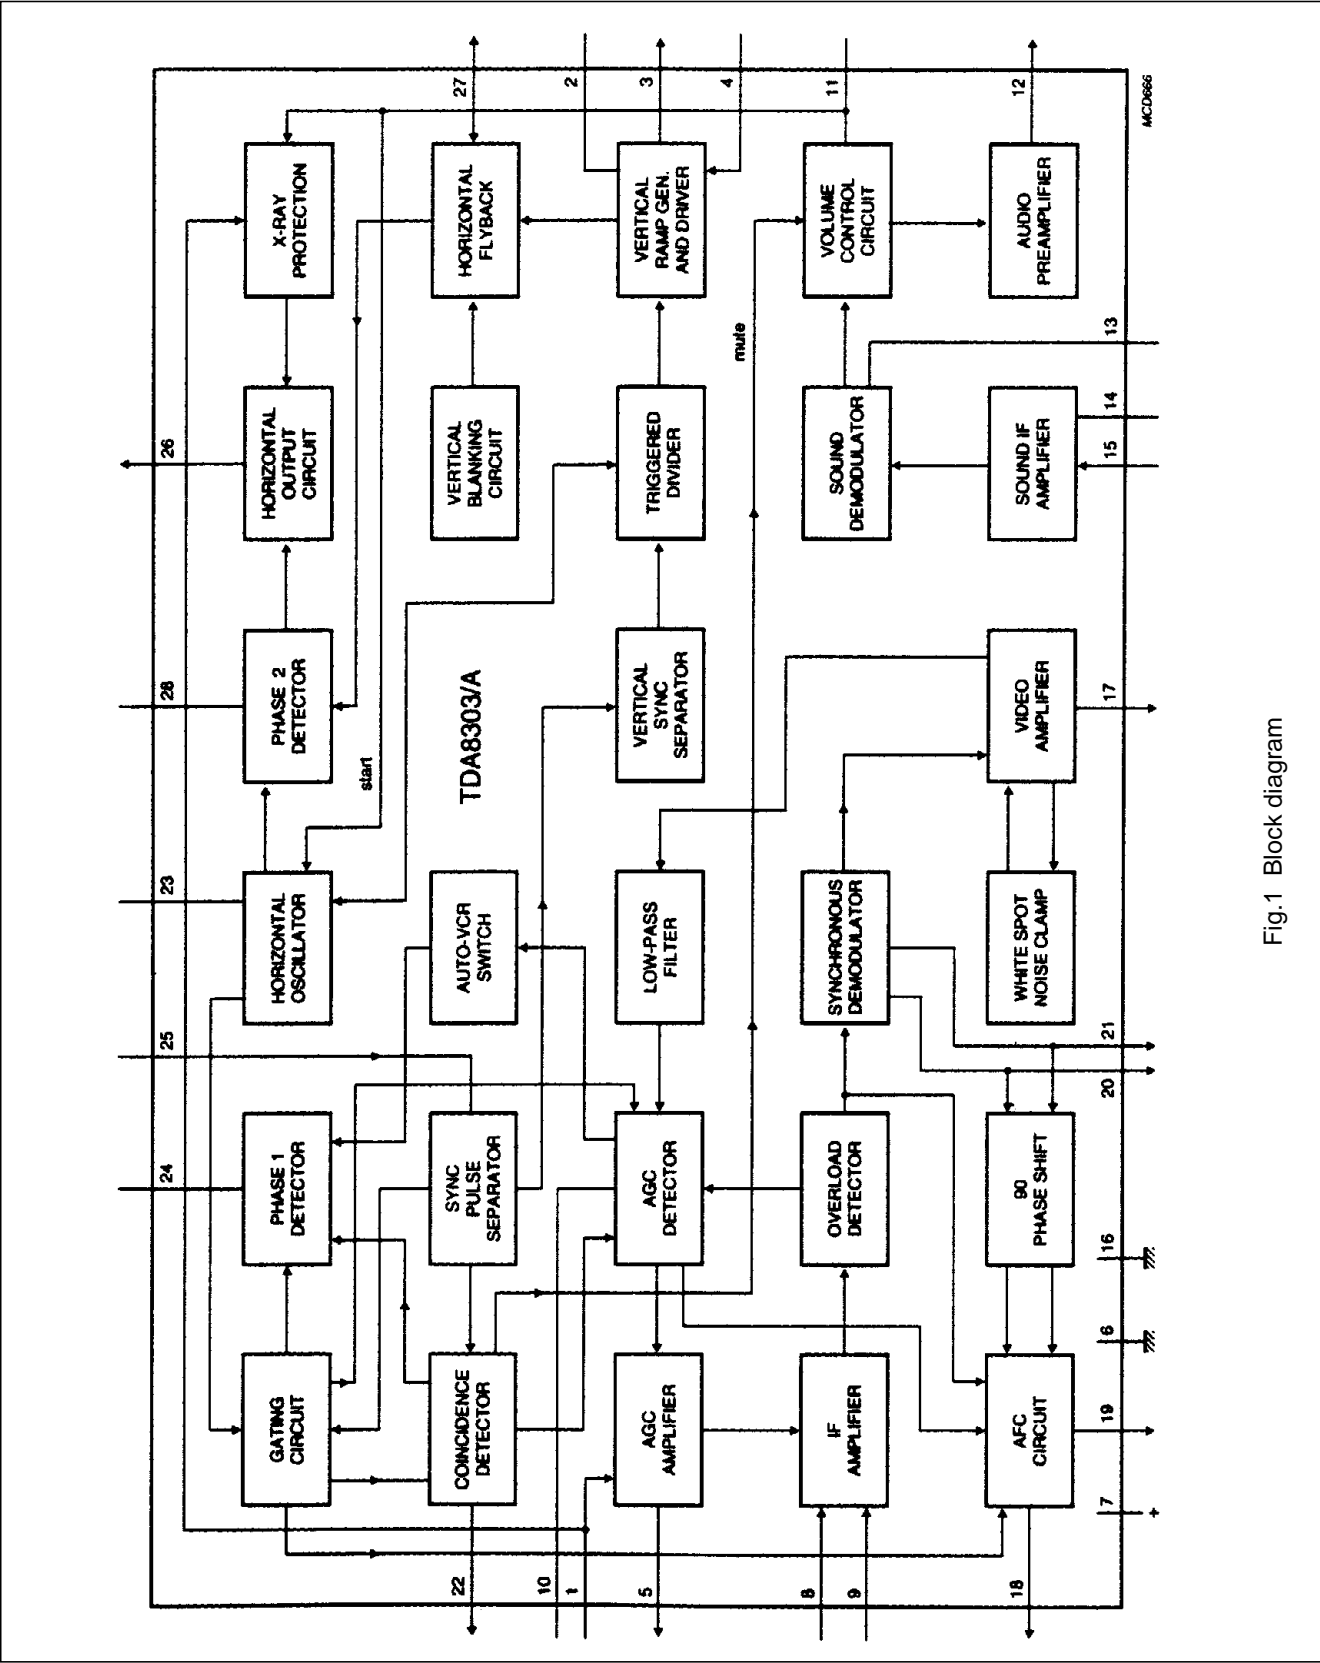 26
28
23
25
24
X-RAY
PROTECTION
HORIZONTAL
OUTPUT
CIRCUIT
PHASE 2
DETECTOR
HORIZONTAL
OSCILLATOR
PHASE 1
DETECTOR
GATING
CIRCUIT
start
27
HORIZONTAL
FLYBACK
VERTICAL
BLANKING
CIRCUIT
TDA8303/A
AUTO-VCR
SWITCH
SYNC
PULSE
SEPARATOR
COINCIDENCE
DETECTOR
22
2
3
4
VERTICAL
RAMP GEN.
AND DRIVER
TRIGGERED
DIVIDER
VERTICAL
SYNC
SEPARATOR
LOW-PASS
FILTER
AGC
DETECTOR
AGC
AMPLIFIER
10
1
5
mute
11
VOLUME
CONTROL
CIRCUIT
SOUND
DEMODULATOR
SYNCHRONOUS
DEMODULATOR
OVERLOAD
DETECTOR
IF
AMPLIFIER
8
9
12
AUDIO
PREAMPLIFIER
SOUND IF
AMPLIFIER
VIDEO
AMPLIFIER
WHITE SPOT
NOISE CLAMP
90
PHASE SHIFT
AFC
CIRCUIT
18
13
14
15
17
21
20
16
6
19
7
+
MCD666
Fig.1 Block diagram